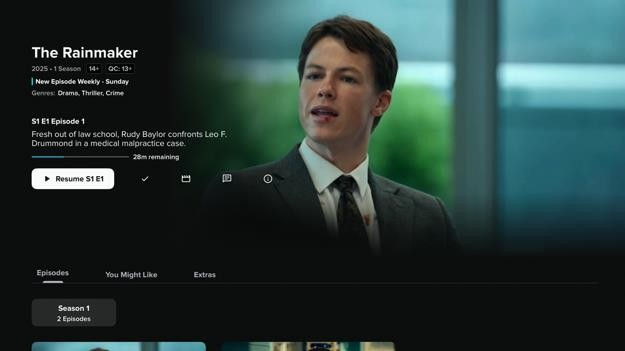 The Rainmaker
2025 • 1 Season 14+ QC: 13+
New Episode Weekly - Sunday
Genres: Drama, Thriller, Crime
S1 E1 Episode 1
Fresh out of law school, Rudy Baylor confronts Leo F.
Drummond in a medical malpractice case.
28m remaining
Resume S1 E1
Episodes
You Might Like
Extras
Season 1
2 Episodes